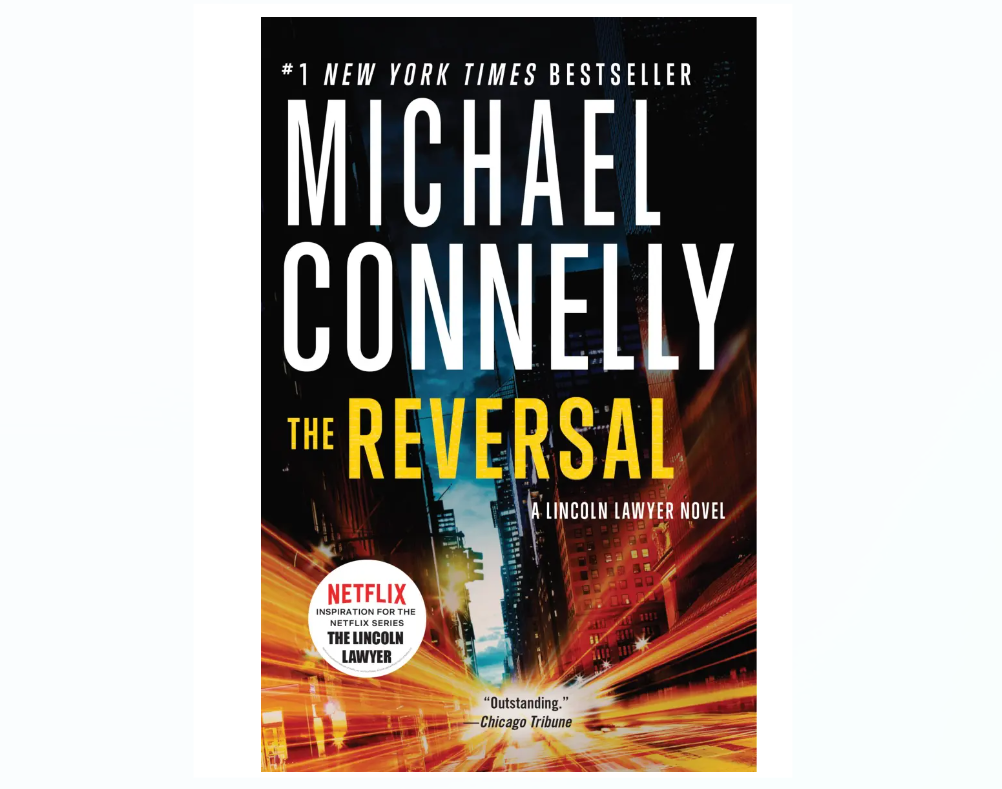 #1 NEW YORK TIMES BESTSELLER
MICHAEL
CONNELLY
THE REVERSAL
A LINCOLN LAWYER NOVEL
NETFLIX
INSPIRATION FOR THE
NETFLIX SERIES
THE LINCOLN
LAWYER
“Outstanding.”
—Chicago Tribune